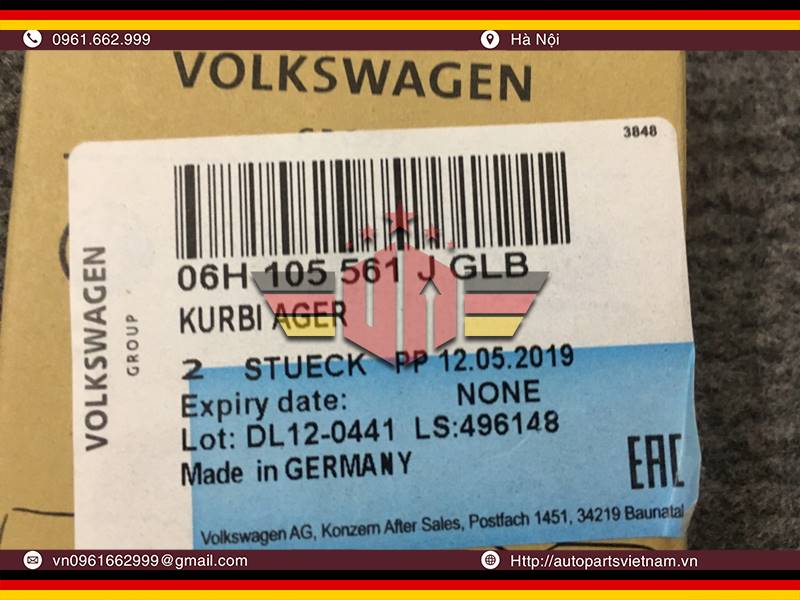 0961.662.999
Hà Nội
VOLKSWAGEN
3848
VOLKSWAGEN
GROUP
06H 105 561 J GLB
KURBI AGER
2 STUECK PP 12.05.2019
Expiry date: NONE
Lot: DL12-0441 LS:496148
Made in GERMANY
EAC
Volkswagen AG, Konzern After Sales, Postfach 1451, 34219 Baunatal
vn0961662999@gmail.com
Http://autopartsvietnam.vn